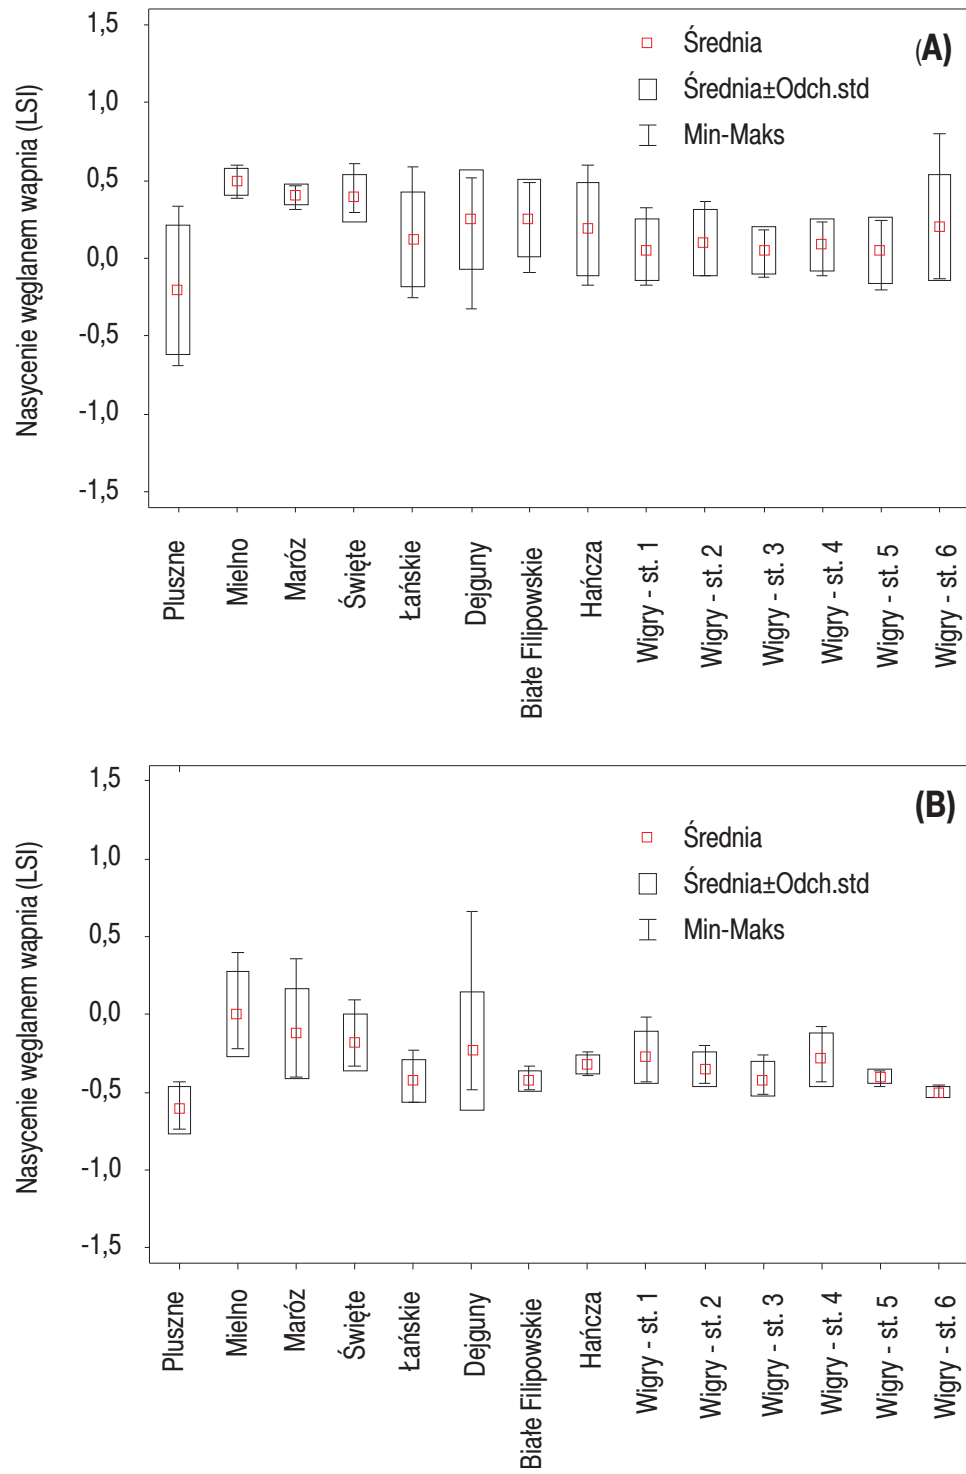 (A)
Nasycenie węglanem wapnia (LSI)
1,5
1,0
0,5
0,0
-0,5
-1,0
-1,5
Średnia
Średnia±Odch.std
Min-Maks
Pluszne
Mielno
Maróz
Święte
Łańskie
Dejguny
Białe Filipowskie
Hańcza
Wigry - st. 1
Wigry - st. 2
Wigry - st. 3
Wigry - st. 4
Wigry - st. 5
Wigry - st. 6
(B)
Nasycenie węglanem wapnia (LSI)
1,5
1,0
0,5
0,0
-0,5
-1,0
-1,5
Średnia
Średnia±Odch.std
Min-Maks
Pluszne
Mielno
Maróz
Święte
Łańskie
Dejguny
Białe Filipowskie
Hańcza
Wigry - st. 1
Wigry - st. 2
Wigry - st. 3
Wigry - st. 4
Wigry - st. 5
Wigry - st. 6